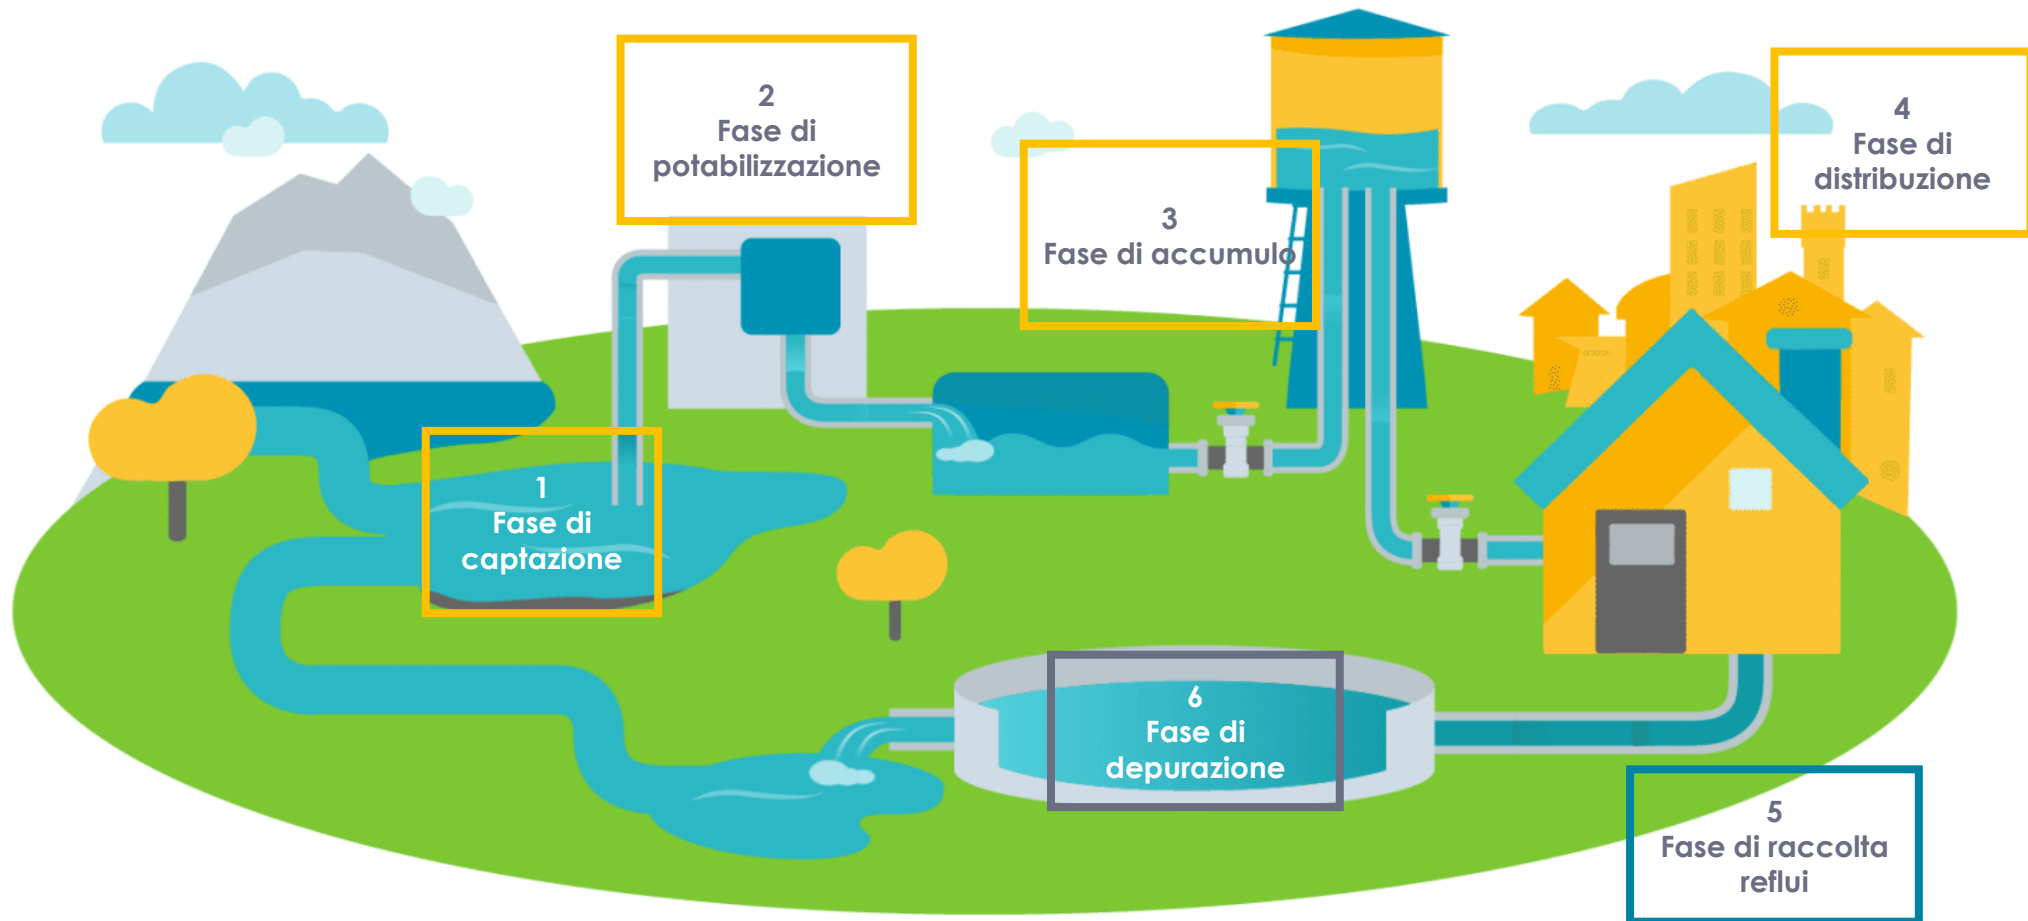 1
Fase di
captazione
2
Fase di
potabilizzazione
3
Fase di accumulo
4
Fase di
distribuzione
5
Fase di raccolta
reflui
6
Fase di
depurazione